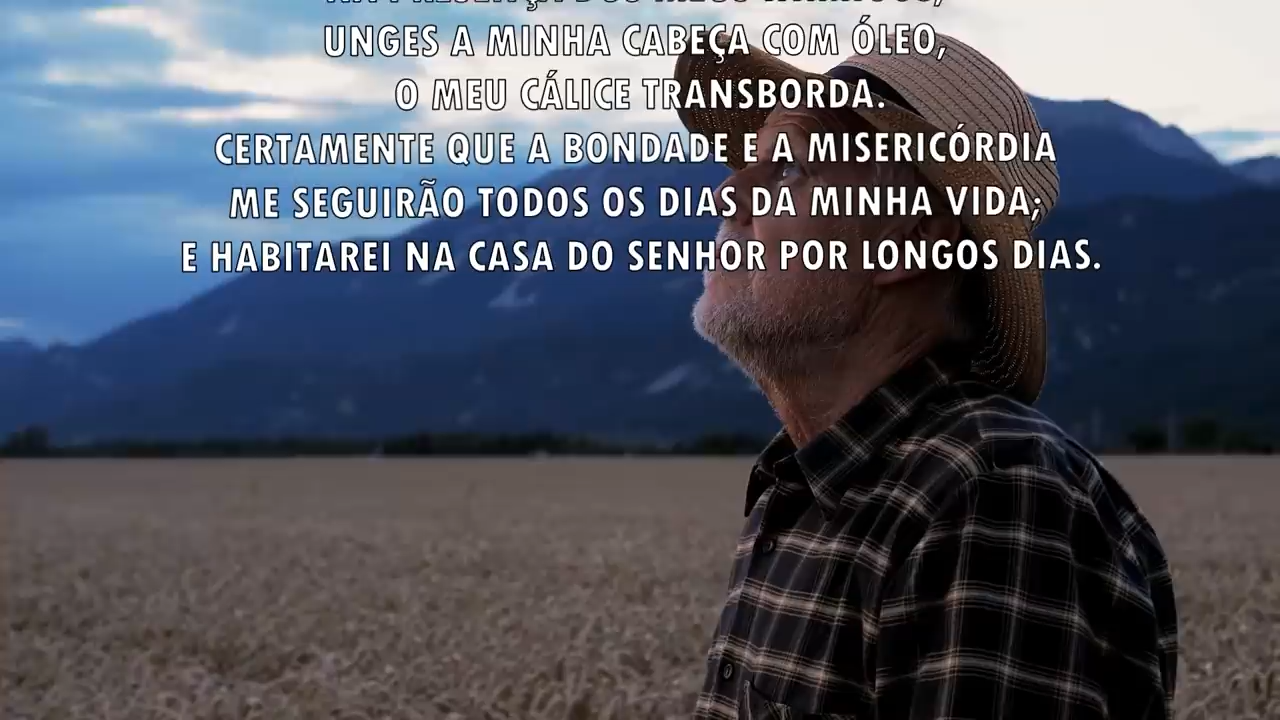 UNGES A MINHA CABEÇA COM ÓLEO,
O MEU CÁLICE TRANSBORDA.
CERTAMENTE QUE A BONDADE E A MISERICÓRDIA
ME SEGUIRÃO TODOS OS DIAS DA MINHA VIDA;
E HABITAREI NA CASA DO SENHOR POR LONGOS DIAS.